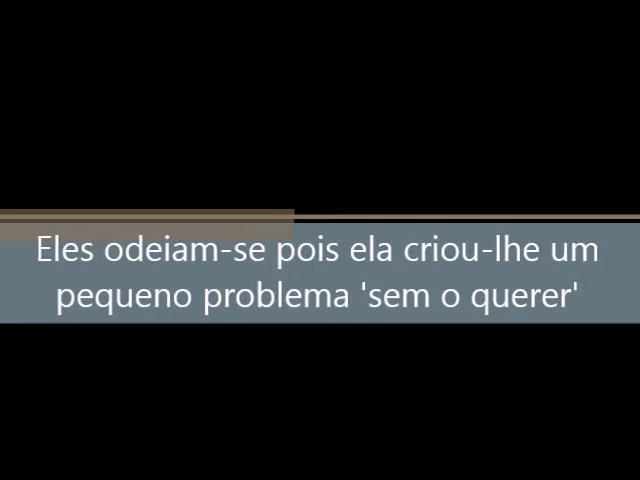 Eles odeiam-se pois ela criou-lhe um
pequeno problema 'sem o querer'